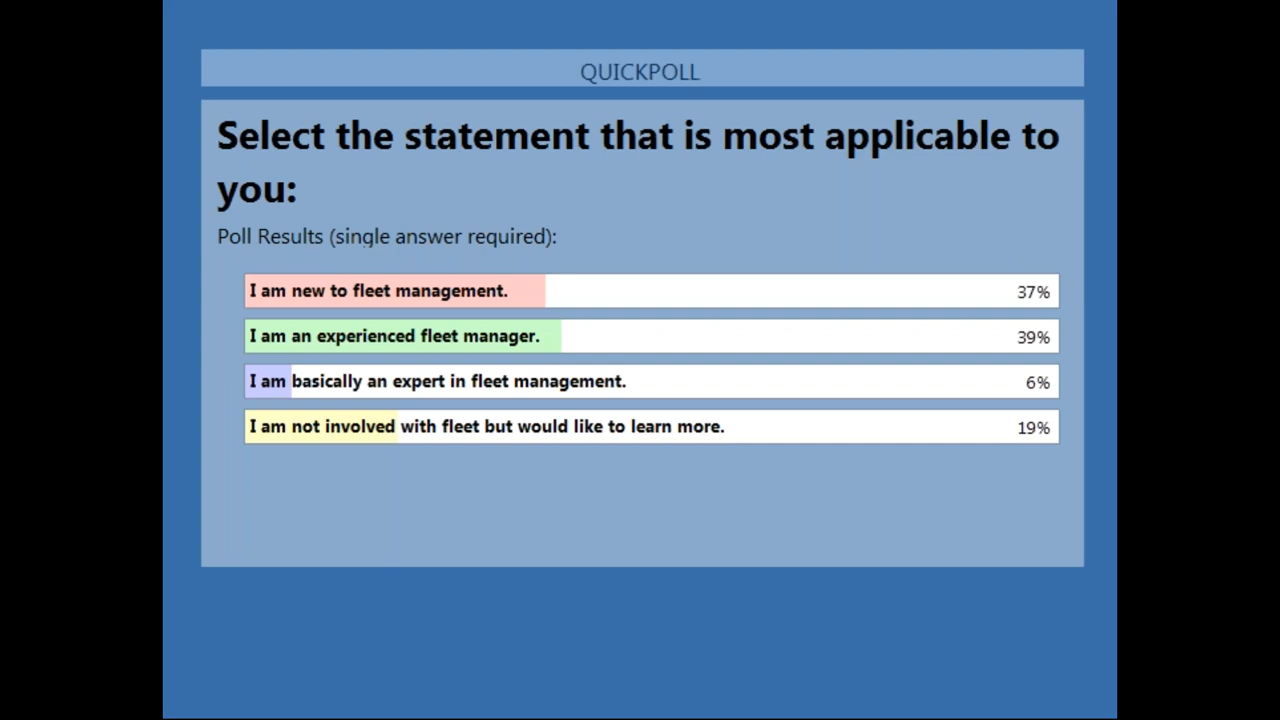 QUICKPOLL
Select the statement that is most applicable to
you:
Poll Results (single answer required):
I am new to fleet management. 37%
I am an experienced fleet manager. 39%
I am basically an expert in fleet management. 6%
I am not involved with fleet but would like to learn more. 19%